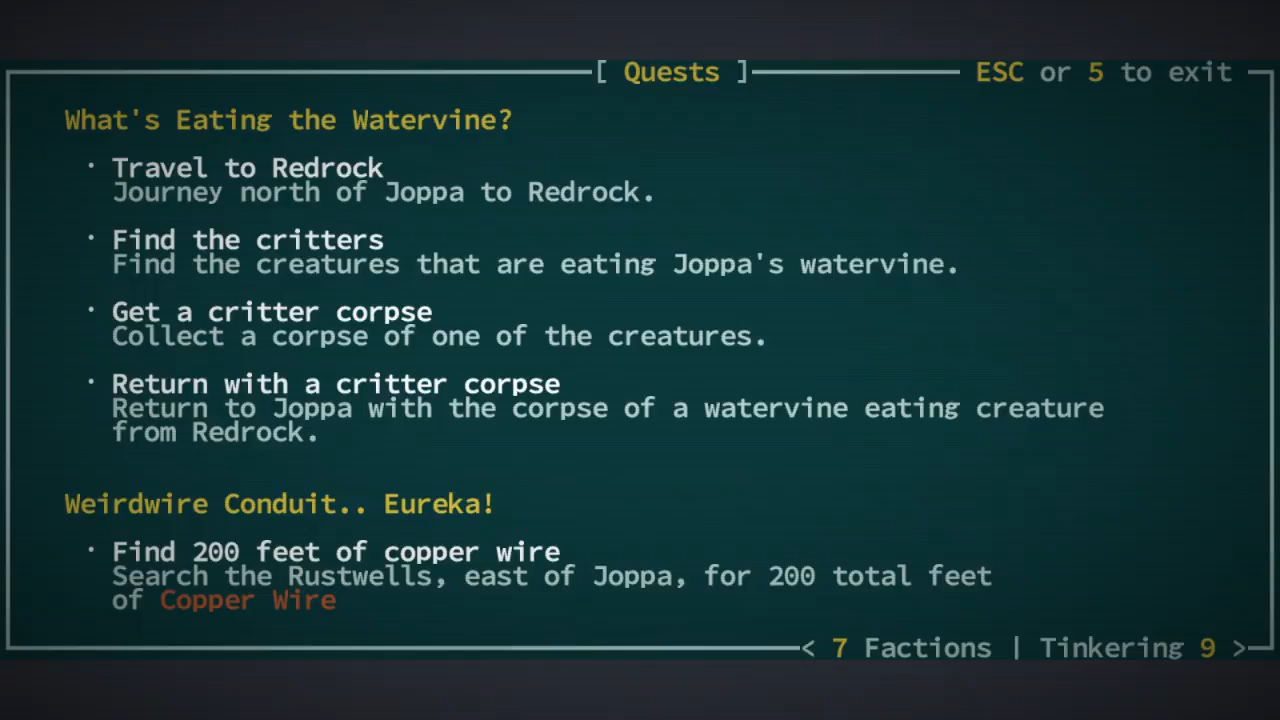 [ Quests ] ESC or 5 to exit
What's Eating the Watervine?
· Travel to Redrock
Journey north of Joppa to Redrock.
· Find the critters
Find the creatures that are eating Joppa's watervine.
· Get a critter corpse
Collect a corpse of one of the creatures.
· Return with a critter corpse
Return to Joppa with the corpse of a watervine eating creature
from Redrock.
Weirdwire Conduit.. Eureka!
· Find 200 feet of copper wire
Search the Rustwells, east of Joppa, for 200 total feet
of Copper Wire
< 7 Factions | Tinkering 9 >